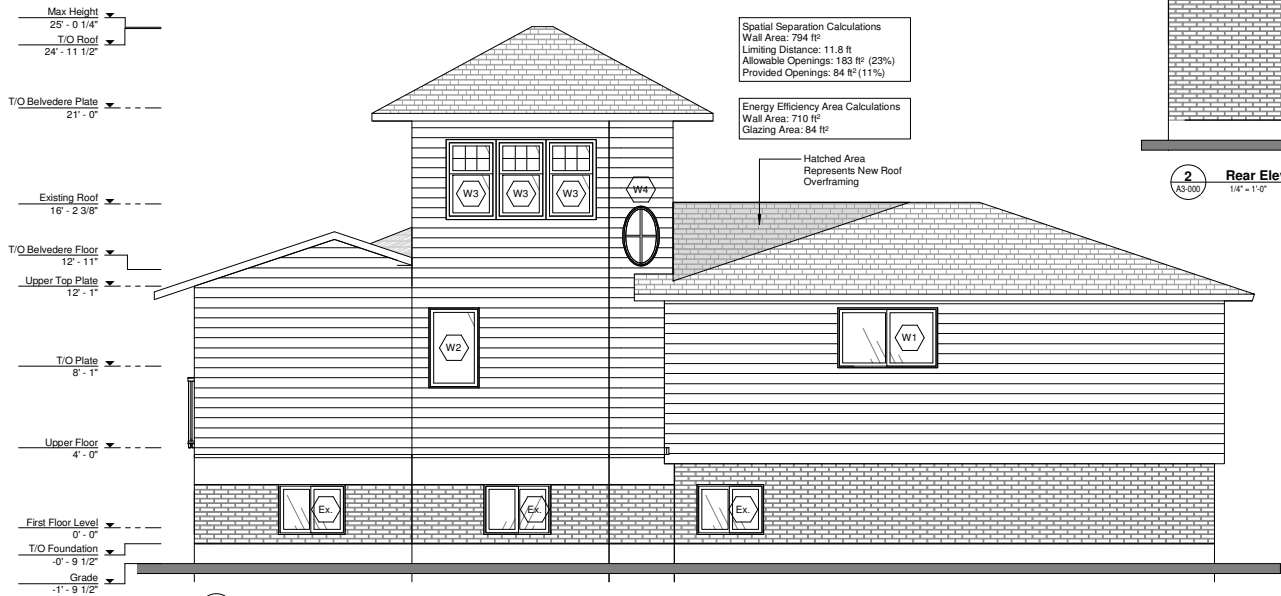 Max Height
25' - 0 1/4"
T/O Roof
24' - 11 1/2"
T/O Belvedere Plate
21' - 0"
Existing Roof
16' - 2 3/8"
T/O Belvedere Floor
12' - 11"
Upper Top Plate
12' - 1"
T/O Plate
8' - 1"
Upper Floor
4' - 0"
First Floor Level
0' - 0"
T/O Foundation
-0' - 9 1/2"
Grade
-1' - 9 1/2"
Spatial Separation Calculations
Wall Area: 794 ft²
Limiting Distance: 11.8 ft
Allowable Openings: 183 ft² (23%)
Provided Openings: 84 ft² (11%)
Energy Efficiency Area Calculations
Wall Area: 710 ft²
Glazing Area: 84 ft²
Hatched Area
Represents New Roof
Overframing
W3
W3
W3
W4
W2
W1
Ex.
Ex.
Ex.
2
A3-000
Rear Ele
1/4" = 1'-0"